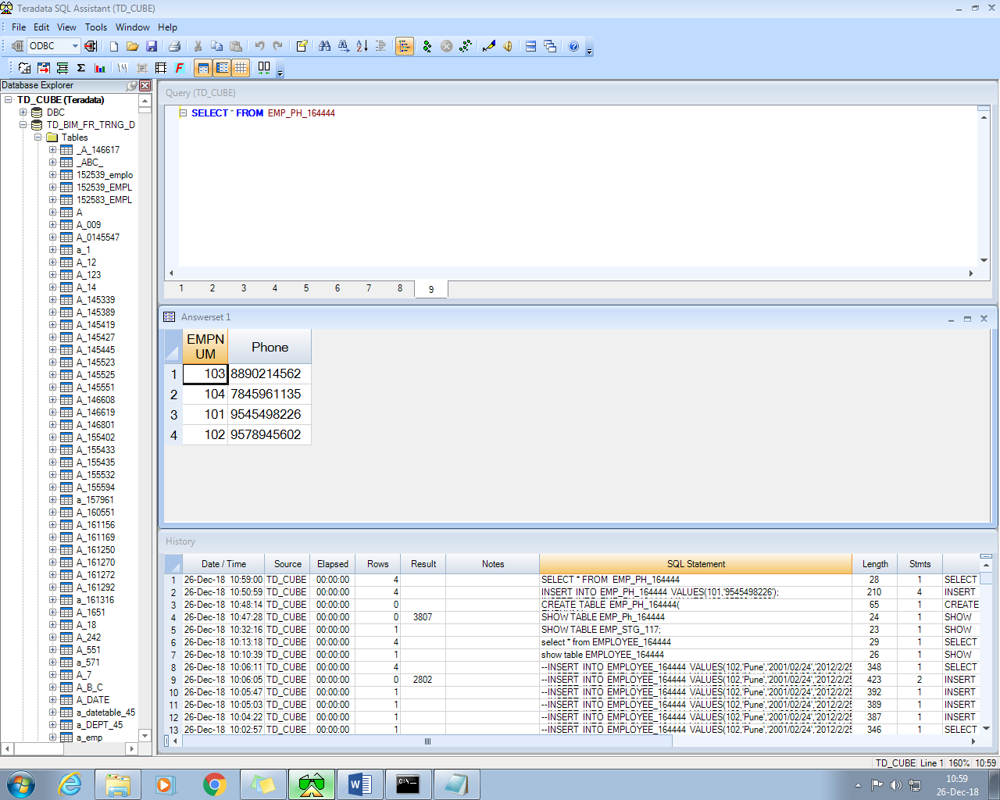 Teradata SQL Assistant (TD_CUBE)
File Edit View Tools Window Help
ODBC
Database Explorer
TD_CUBE (Teradata)
DBC
TD_BIM_FR_TRNG_D
Tables
_A_146617
_ABC_
152539_emplo
152539_EMPL
152583_EMPL
A
A_009
A_0145547
a_1
A_12
A_123
A_14
A_145339
A_145389
A_145419
A_145427
A_145445
A_145523
A_145525
A_145551
A_146608
A_146619
A_146801
A_155402
A_155433
A_155435
A_155532
A_155594
a_157961
A_160551
A_161156
A_161169
A_161250
A_161270
A_161272
A_161292
a_161316
A_1651
A_18
A_242
A_551
a_571
A_7
A_B_C
A_DATE
a_datetable_45
a_DEPT_45
a_emp
Query (TD_CUBE)
SELECT * FROM EMP_PH_164444
1 2 3 4 5 6 7 8 9
Answerset 1
EMPNUM Phone
1 103 8890214562
2 104 7845961135
3 101 9545498226
4 102 9578945602
History
Date / Time Source Elapsed Rows Result Notes SQL Statement Length Stmts
1 26-Dec-18 10:59:00 TD_CUBE 00:00:00 4 SELECT * FROM EMP_PH_164444 28 1 SELECT
2 26-Dec-18 10:50:59 TD_CUBE 00:00:00 4 INSERT INTO EMP_PH_164444 VALUES(101,'9545498226'); 210 4 INSERT
3 26-Dec-18 10:48:14 TD_CUBE 00:00:00 0 CREATE TABLE EMP_PH_164444( 65 1 CREATE
4 26-Dec-18 10:47:28 TD_CUBE 00:00:00 0 3807 SHOW TABLE EMP_Ph_164444 24 1 SHOW
5 26-Dec-18 10:32:16 TD_CUBE 00:00:00 1 SHOW TABLE EMP_STG_117; 23 1 SHOW
6 26-Dec-18 10:13:18 TD_CUBE 00:00:00 4 select * from EMPLOYEE_164444 29 1 SELECT
7 26-Dec-18 10:10:39 TD_CUBE 00:00:00 1 show table EMPLOYEE_164444 26 1 SHOW
8 26-Dec-18 10:06:11 TD_CUBE 00:00:00 4 --INSERT INTO EMPLOYEE_164444 VALUES(102,'Pune','2001/02/24','2012/2/25 348 1 SELECT
9 26-Dec-18 10:06:05 TD_CUBE 00:00:00 0 2802 --INSERT INTO EMPLOYEE_164444 VALUES(102,'Pune','2001/02/24','2012/2/25 423 2 INSERT
10 26-Dec-18 10:05:47 TD_CUBE 00:00:00 1 --INSERT INTO EMPLOYEE_164444 VALUES(102,'Pune','2001/02/24','2012/2/25 392 1 INSERT
11 26-Dec-18 10:05:03 TD_CUBE 00:00:00 1 --INSERT INTO EMPLOYEE_164444 VALUES(102,'Pune','2001/02/24','2012/2/25 389 1 INSERT
12 26-Dec-18 10:04:22 TD_CUBE 00:00:00 1 --INSERT INTO EMPLOYEE_164444 VALUES(102,'Pune','2001/02/24','2012/2/25 387 1 INSERT
13 26-Dec-18 10:02:57 TD_CUBE 00:00:00 1 --INSERT INTO EMPLOYEE_164444 VALUES(102,'Pune','2001/02/24','2012/2/25 346 1 SELECT
TD_CUBE Line 1 160% 10:59
10:59
26-Dec-18